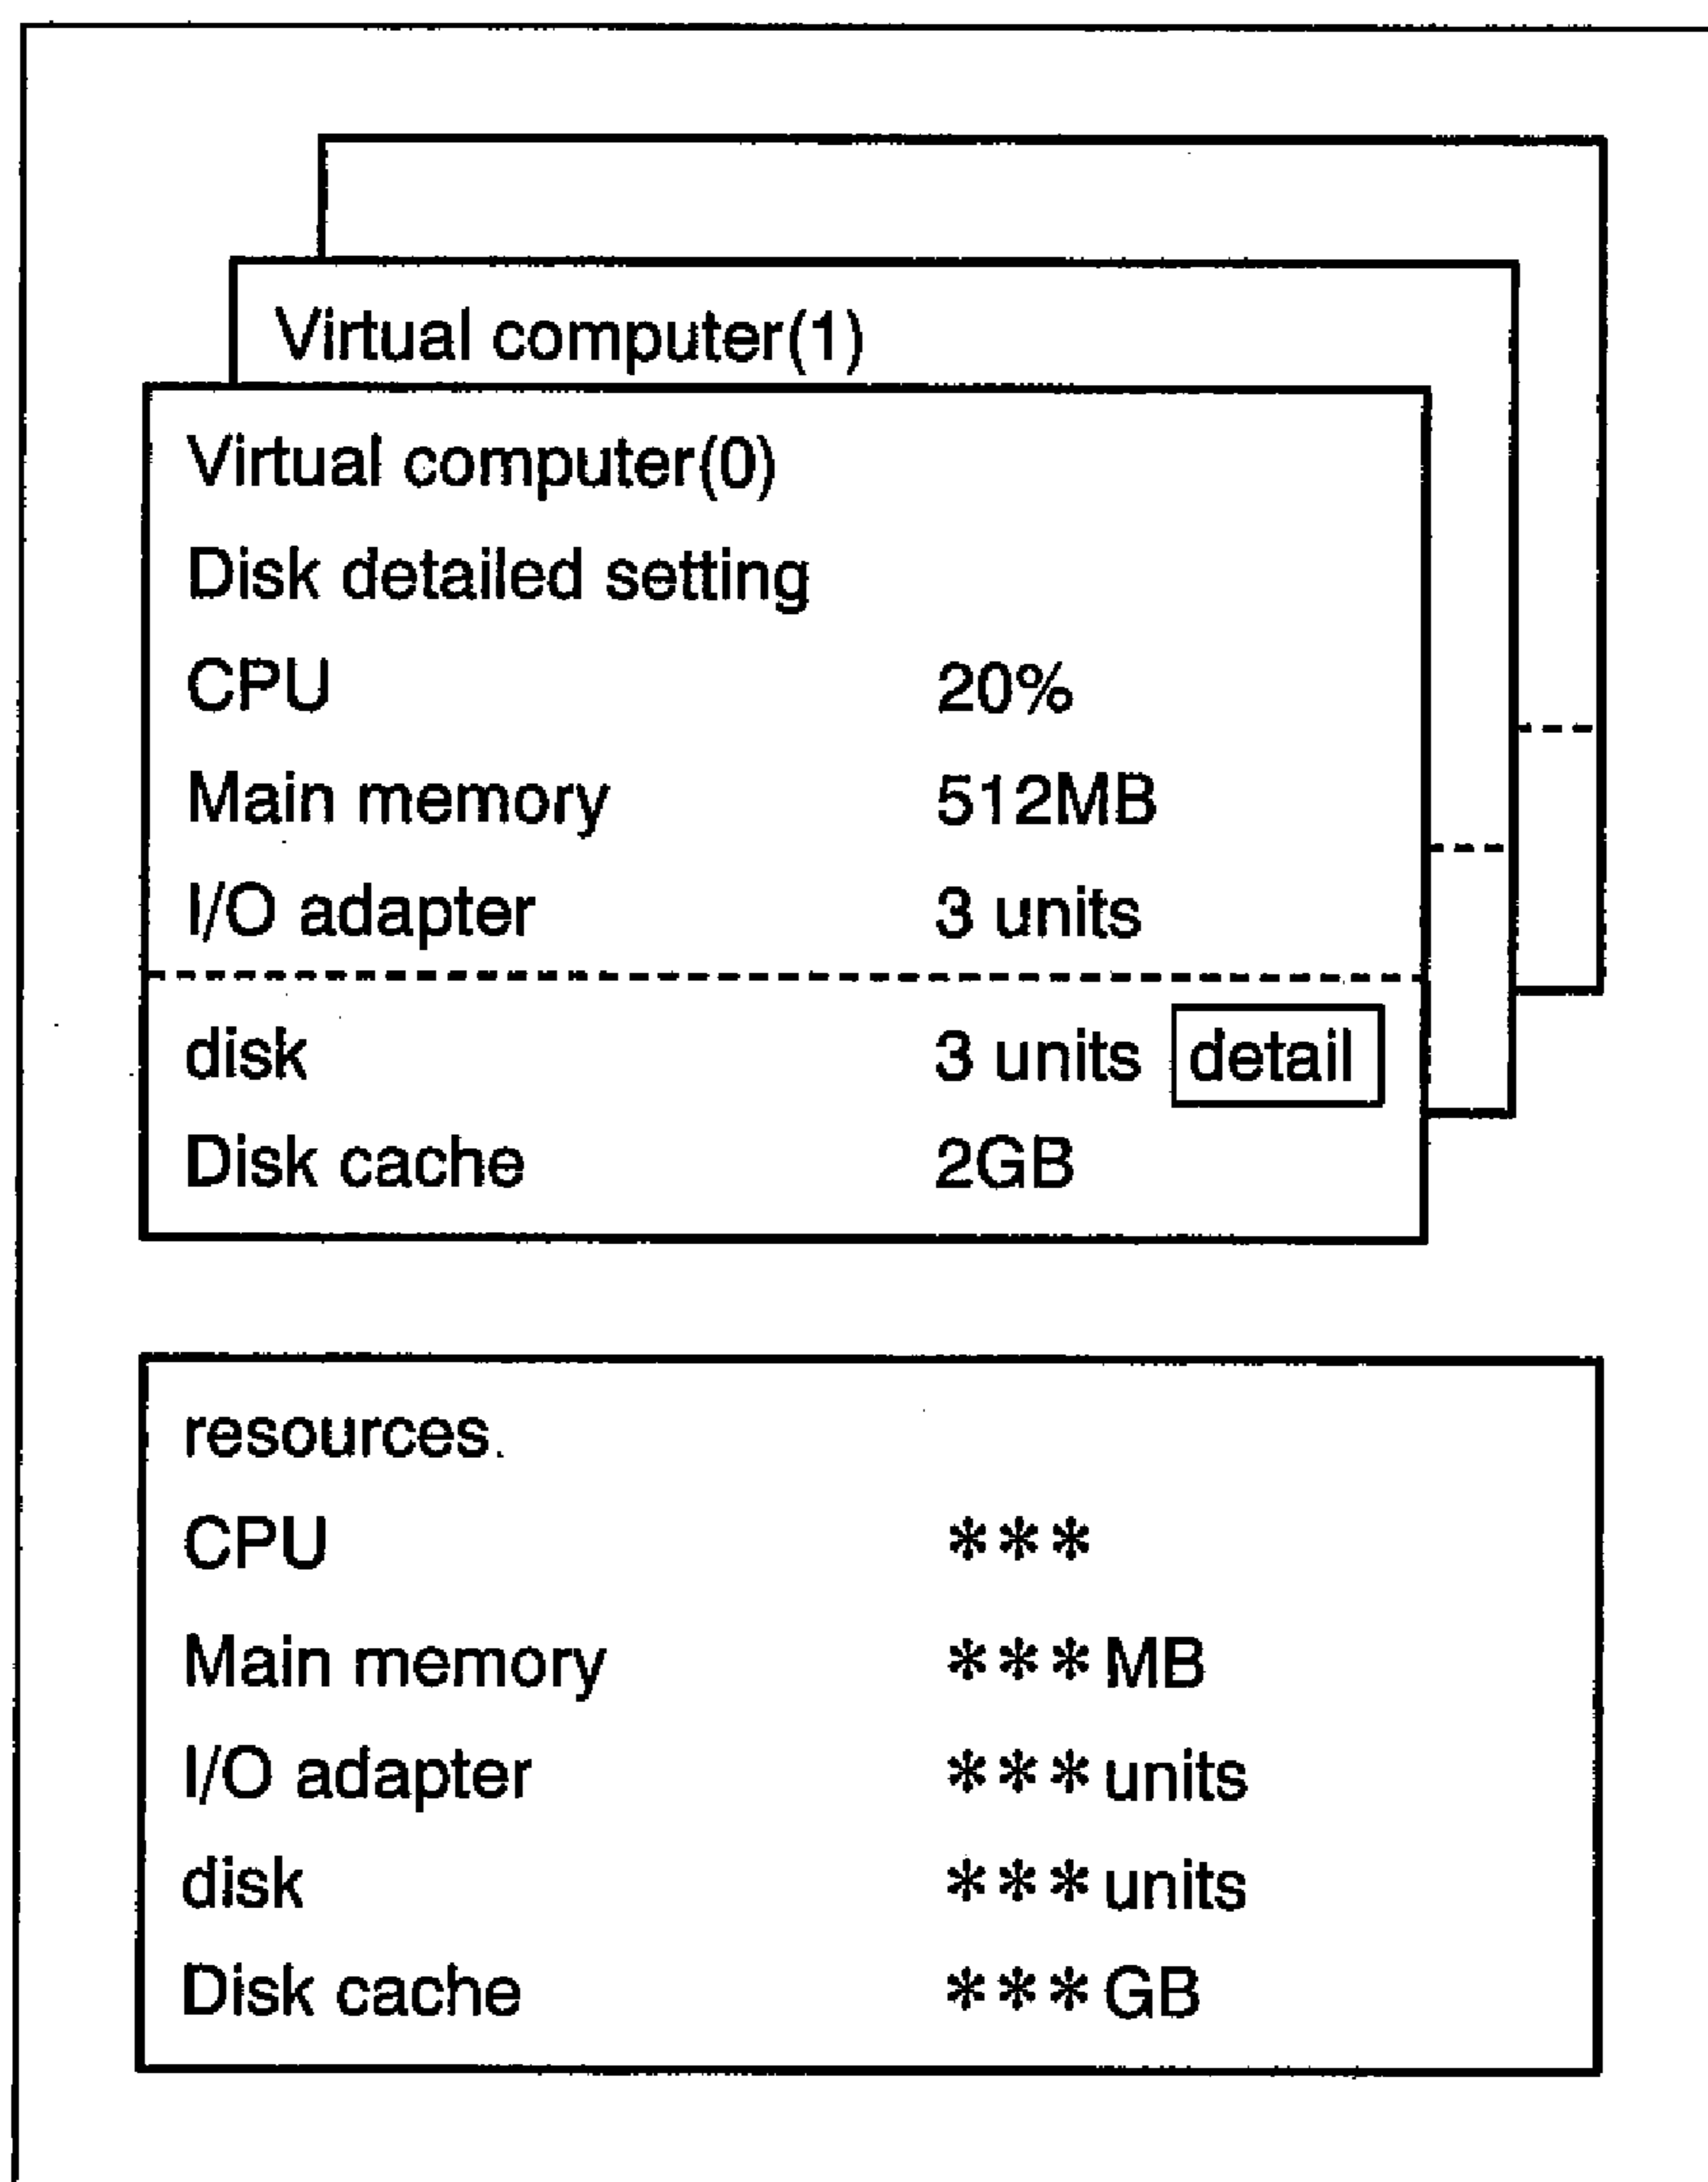 Virtual computer(1)
Virtual computer(0)
Disk detailed setting
CPU 20%
Main memory 512MB
I/O adapter 3 units
disk 3 units detail
Disk cache 2GB
resources.
CPU ***
Main memory ***MB
I/O adapter ***units
disk ***units
Disk cache ***GB